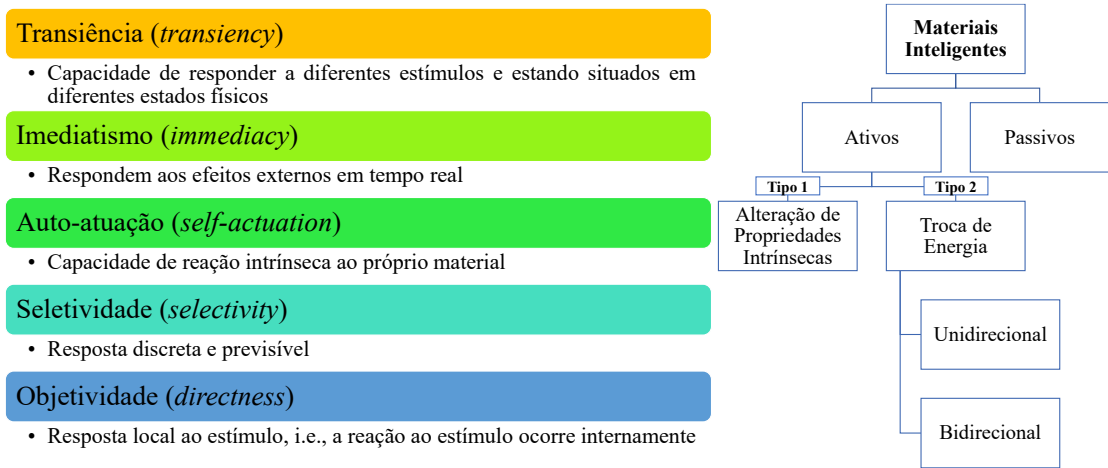 Transiência (transiency)
• Capacidade de responder a diferentes estímulos e estando situados em
diferentes estados físicos
Imediatismo (immediacy)
• Respondem aos efeitos externos em tempo real
Auto-atuação (self-actuation)
• Capacidade de reação intrínseca ao próprio material
Seletividade (selectivity)
• Resposta discreta e previsível
Objetividade (directness)
• Resposta local ao estímulo, i.e., a reação ao estímulo ocorre internamente
Materiais
Inteligentes
Ativos
Passivos
Tipo 1
Tipo 2
Alteração de
Propriedades
Intrínsecas
Troca de
Energia
Unidirecional
Bidirecional